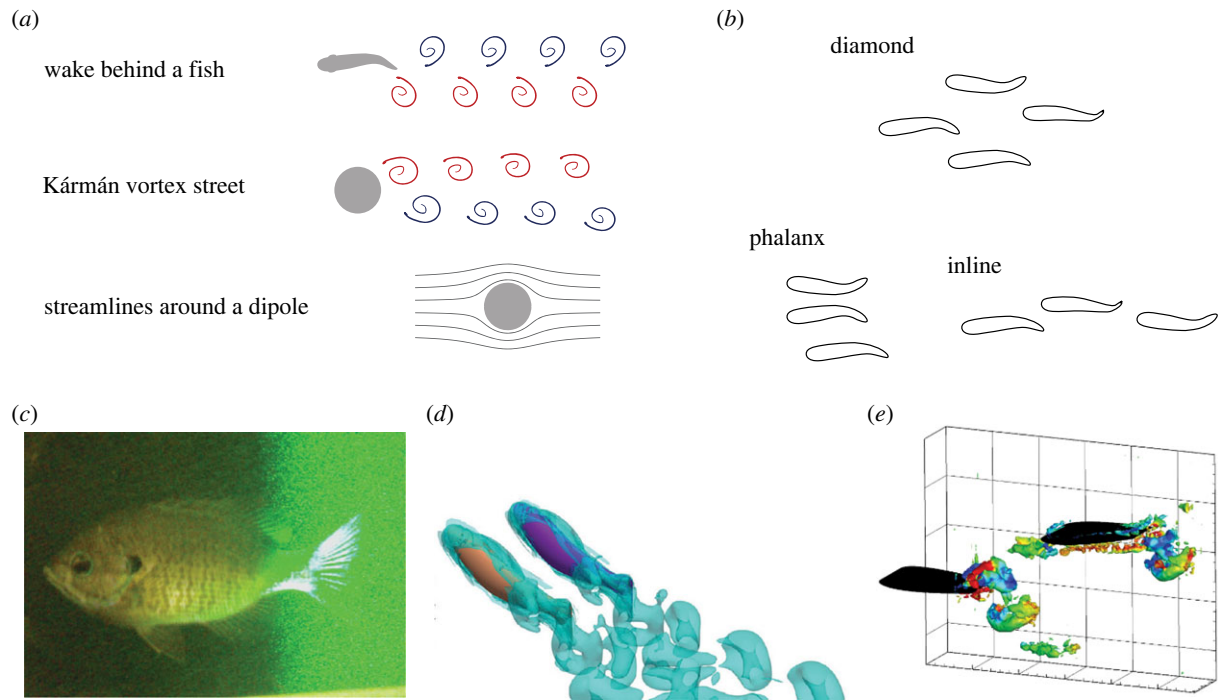 (a)
wake behind a fish
Kármán vortex street
streamlines around a dipole
(b)
diamond
phalanx
inline
(c)
(d)
(e)